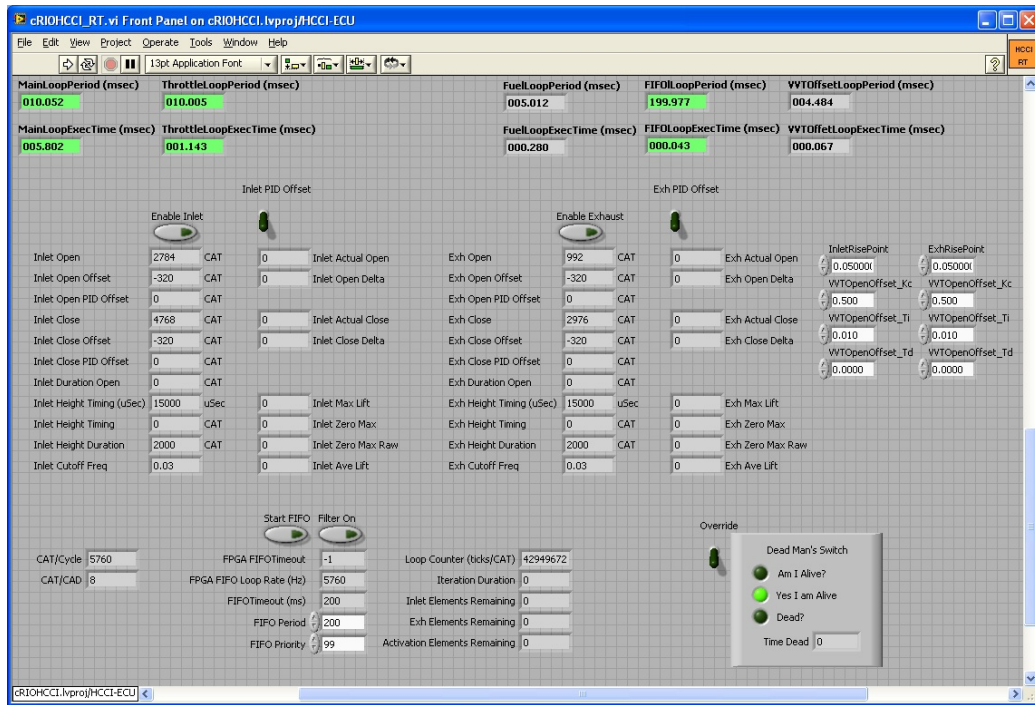 cRIOHCCI_RT.vi Front Panel on cRIOHCCI.lvproj/HCCI-ECU
File Edit View Project Operate Tools Window Help
HCCI
RT
13pt Application Font
MainLoopPeriod (msec) ThrottleLoopPeriod (msec) FuelLoopPeriod (msec) FIFOlLoopPeriod (msec) VVTOffsetLoopPeriod (msec)
010.052 010.005 005.012 199.977 004.484
MainLoopExecTime (msec) ThrottleLoopExecTime (msec) FuelLoopExecTime (msec) FIFOLoopExecTime (msec) VVTOffetLoopExecTime (msec)
005.802 001.143 000.280 000.043 000.067
Inlet PID Offset Exh PID Offset
Enable Inlet Enable Exhaust
Inlet Open 2784 CAT 0 Inlet Actual Open Exh Open 992 CAT 0 Exh Actual Open
Inlet Open Offset -320 CAT 0 Inlet Open Delta Exh Open Offset -320 CAT 0 Exh Open Delta
Inlet Open PID Offset 0 CAT Exh Open PID Offset 0 CAT
Inlet Close 4768 CAT 0 Inlet Actual Close Exh Close 2976 CAT 0 Exh Actual Close
Inlet Close Offset -320 CAT 0 Inlet Close Delta Exh Close Offset -320 CAT 0 Exh Close Delta
Inlet Close PID Offset 0 CAT Exh Close PID Offset 0 CAT
Inlet Duration Open 0 CAT Exh Duration Open 0 CAT
Inlet Height Timing (uSec) 15000 uSec 0 Inlet Max Lift Exh Height Timing (uSec) 15000 uSec 0 Exh Max Lift
Inlet Height Timing 0 CAT 0 Inlet Zero Max Exh Height Timing 0 CAT 0 Exh Zero Max
Inlet Height Duration 2000 CAT 0 Inlet Zero Max Raw Exh Height Duration 2000 CAT 0 Exh Zero Max Raw
Inlet Cutoff Freq 0.03 0 Inlet Ave Lift Exh Cutoff Freq 0.03 0 Exh Ave Lift
InletRisePoint ExhRisePoint
0.05000( 0.05000(
VVTOpenOffset_Kc VVTOpenOffset_Kc
0.500 0.500
VVTOpenOffset_Ti VVTOpenOffset_Ti
0.010 0.010
VVTOpenOffset_Td VVTOpenOffset_Td
0.0000 0.0000
Start FIFO Filter On
CAT/Cycle 5760 FPGA FIFOTimeout -1 Loop Counter (ticks/CAT) 42949672
CAT/CAD 8 FPGA FIFO Loop Rate (Hz) 5760 Iteration Duration 0
FIFOTimeout (ms) 200 Inlet Elements Remaining 0
FIFO Period 200 Exh Elements Remaining 0
FIFO Priority 99 Activation Elements Remaining 0
Override
Dead Man's Switch
Am I Alive?
Yes I am Alive
Dead?
Time Dead 0
cRIOHCCI.lvproj/HCCI-ECU